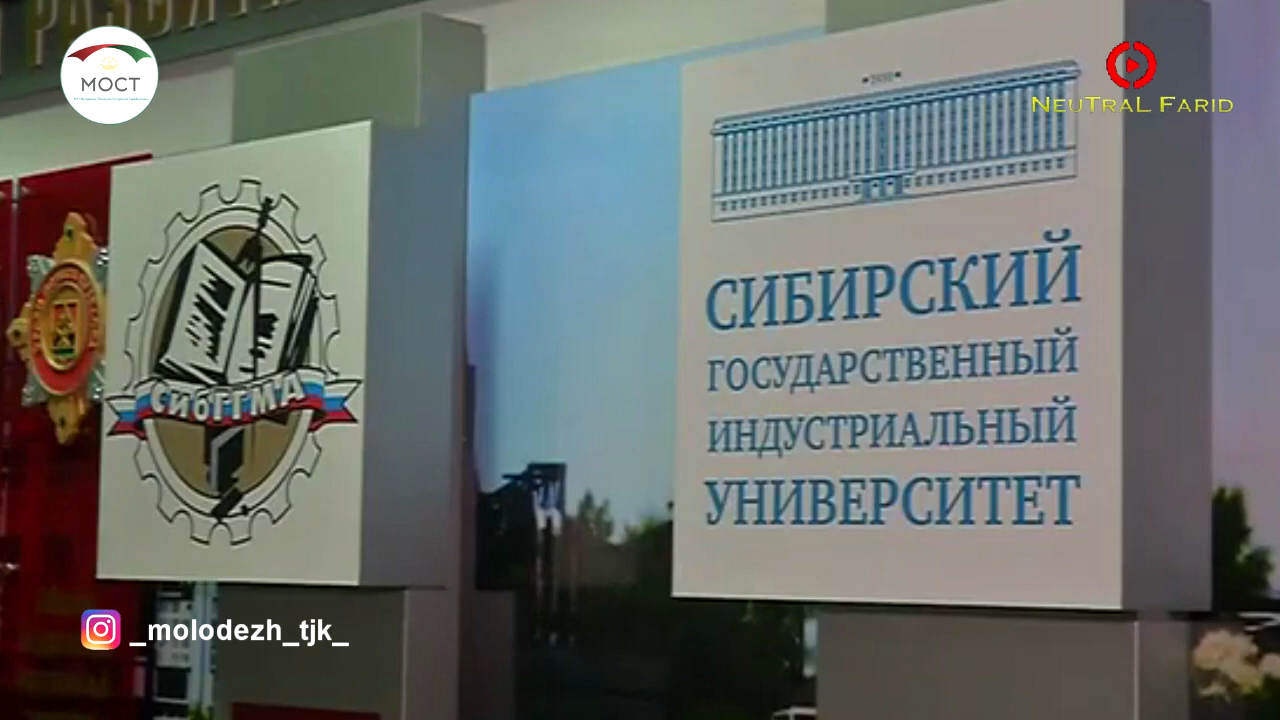 МОСТ
NEUTRAL FARID
СибГГМА
СИБИРСКИЙ
ГОСУДАРСТВЕННЫЙ
ИНДУСТРИАЛЬНЫЙ
УНИВЕРСИТЕТ
_molodezh_tjk_